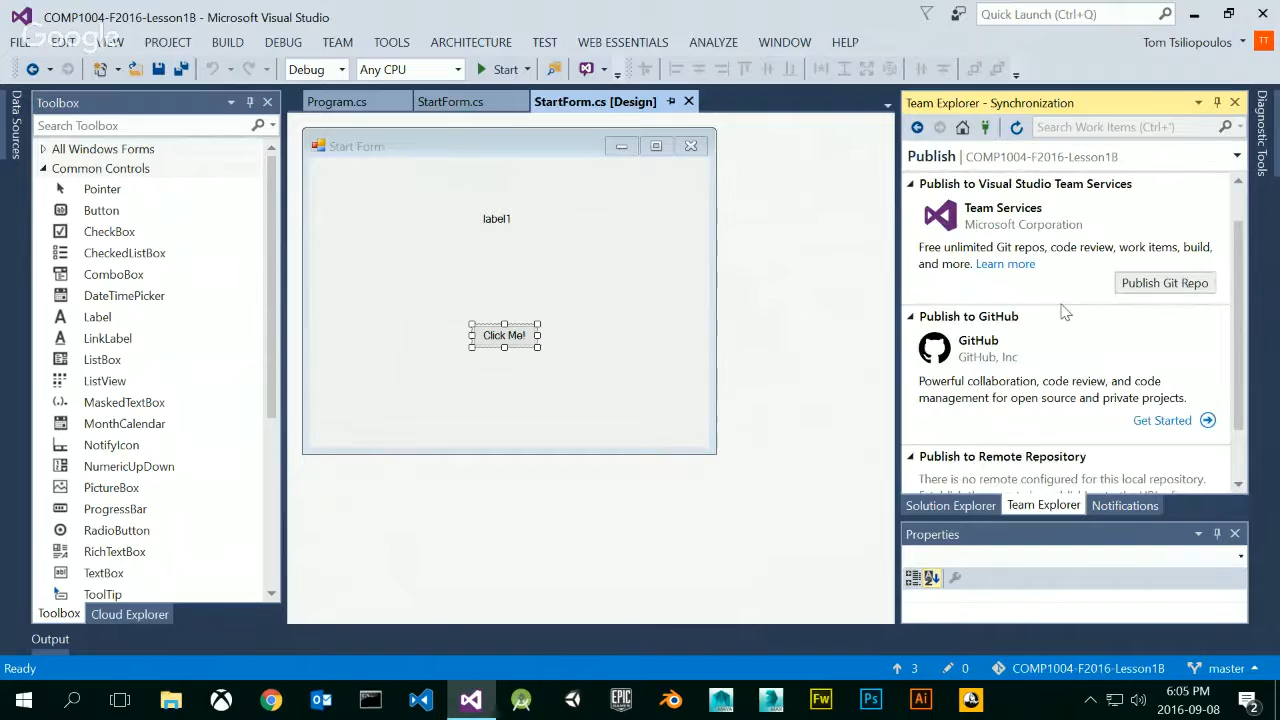 COMP1004-F2016-Lesson1B - Microsoft Visual Studio
Quick Launch (Ctrl+Q)
Google
PROJECT BUILD DEBUG TEAM TOOLS ARCHITECTURE TEST WEB ESSENTIALS ANALYZE WINDOW HELP
Tom Tsiliopoulos
TT
Debug
Any CPU
Start
Data Sources
Toolbox
Search Toolbox
All Windows Forms
Common Controls
Pointer
Button
CheckBox
CheckedListBox
ComboBox
DateTimePicker
Label
LinkLabel
ListBox
ListView
MaskedTextBox
MonthCalendar
NotifyIcon
NumericUpDown
PictureBox
ProgressBar
RadioButton
RichTextBox
TextBox
ToolTip
Toolbox
Cloud Explorer
Program.cs
StartForm.cs
StartForm.cs [Design]
Start Form
label1
Click Me!
Team Explorer - Synchronization
Search Work Items (Ctrl+')
Publish | COMP1004-F2016-Lesson1B
Publish to Visual Studio Team Services
Team Services
Microsoft Corporation
Free unlimited Git repos, code review, work items, build,
and more. Learn more
Publish Git Repo
Publish to GitHub
GitHub
GitHub, Inc
Powerful collaboration, code review, and code
management for open source and private projects.
Get Started
Publish to Remote Repository
There is no remote configured for this local repository.
Solution Explorer
Team Explorer
Notifications
Properties
Diagnostic Tools
Output
Ready
3
0
COMP1004-F2016-Lesson1B
master
Fw
Ps
Ai
6:05 PM
2016-09-08
2